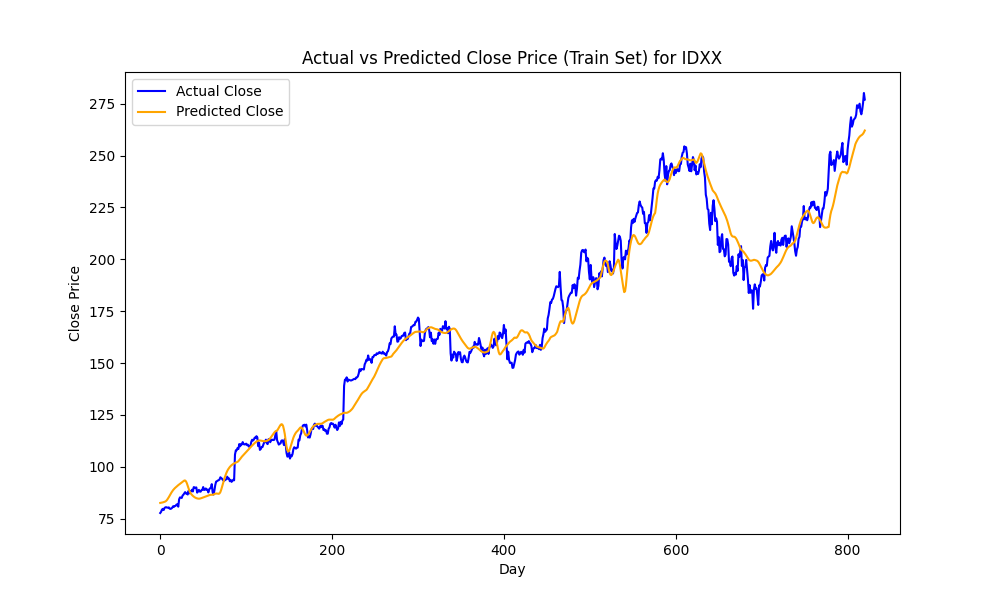 Actual vs Predicted Close Price (Train Set) for IDXX
Actual Close
Predicted Close
Close Price
275
250
225
200
175
150
125
100
75
0 200 400 600 800
Day